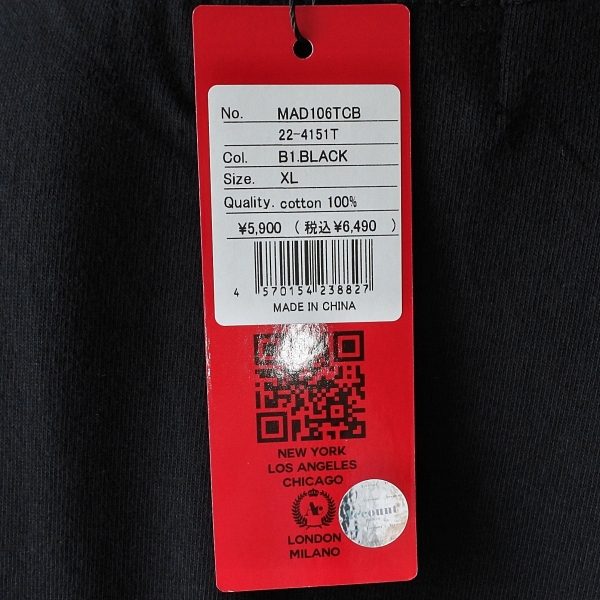 No. MAD106TCB
22-4151T
Col. B1.BLACK
Size. XL
Quality. cotton 100%
¥5,900 ( 税込¥6,490 )
4 570154 238827
MADE IN CHINA
NEW YORK
LOS ANGELES
CHICAGO
LONDON
MILANO